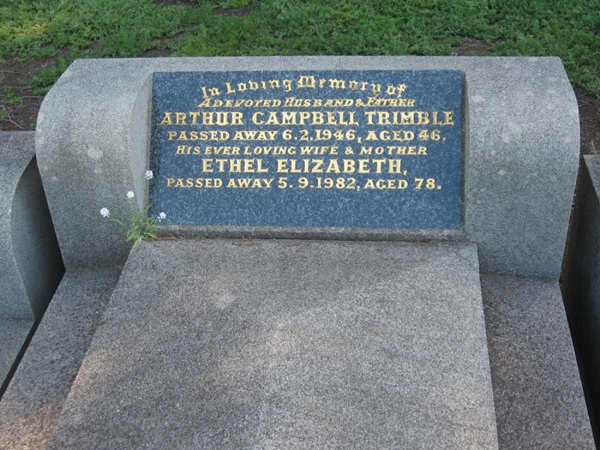 In Loving Memory of
A DEVOTED HUSBAND & FATHER
ARTHUR CAMPBELL TRIMBLE
PASSED AWAY 6.2.1946, AGED 46.
HIS EVER LOVING WIFE & MOTHER
ETHEL ELIZABETH,
PASSED AWAY 5.9.1982, AGED 78.